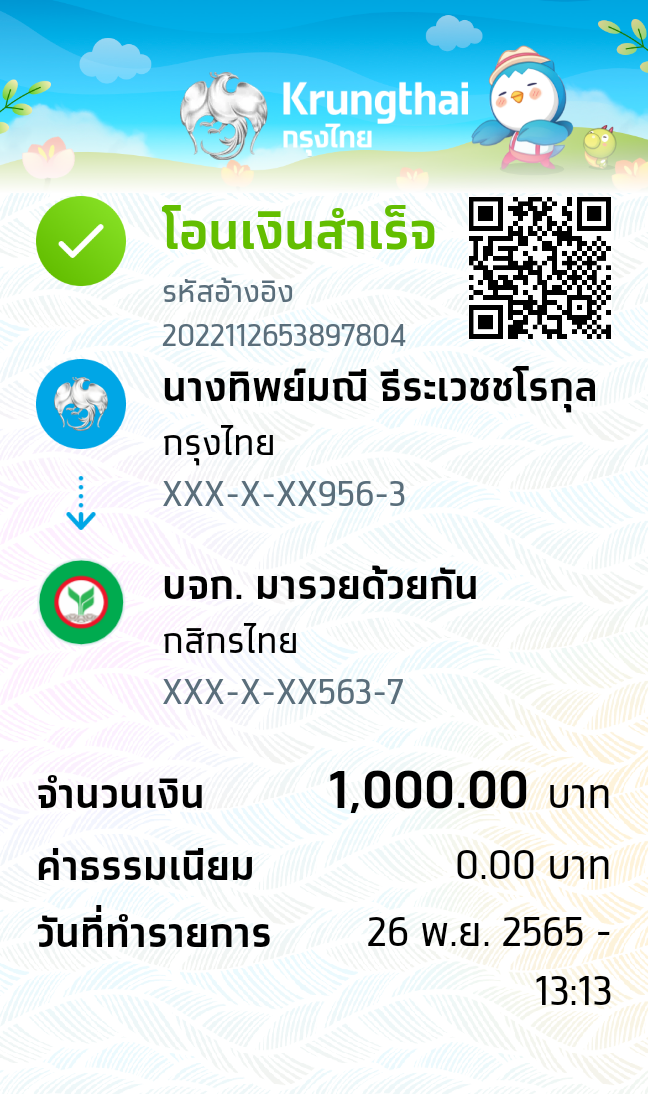 Krungthai
กรุงไทย
โอนเงินสำเร็จ
รหัสอ้างอิง
2022112653897804
นางทิพย์มณี ธีระเวชชโรกุล
กรุงไทย
XXX-X-XX956-3
บจก. มารวยด้วยกัน
กสิกรไทย
XXX-X-XX563-7
จำนวนเงิน 1,000.00 บาท
ค่าธรรมเนียม 0.00 บาท
วันที่ทำรายการ 26 พ.ย. 2565 -
13:13